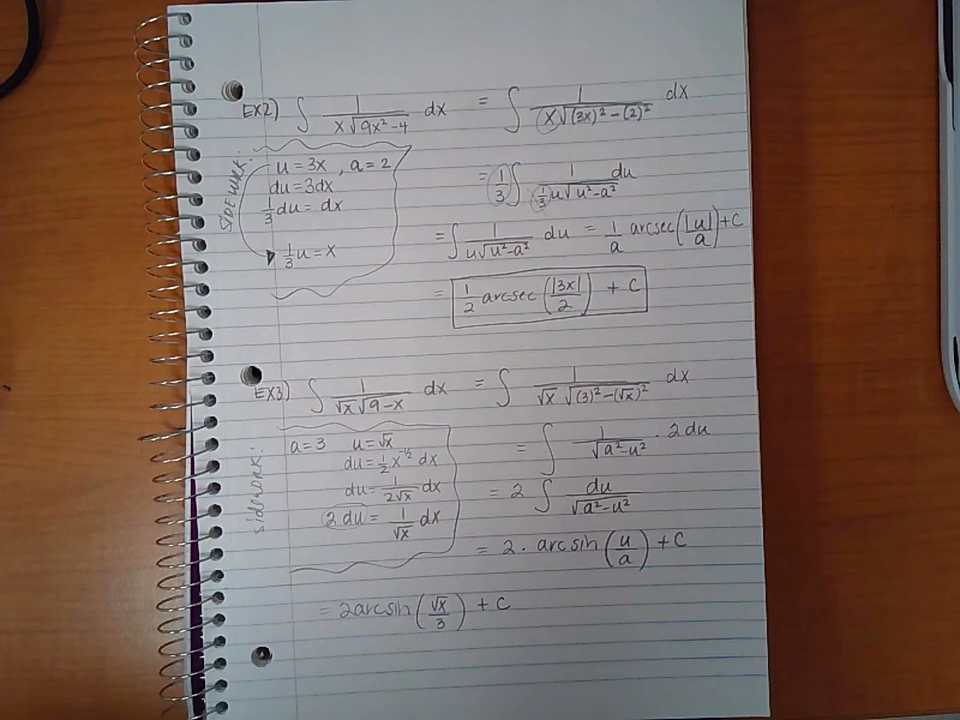 EX2) ∫ 1/(x√(9x²-4)) dx = ∫ 1/(x√((3x)²-(2)²)) dx
SIDEWORK:
u = 3x , a = 2
du = 3dx
1/3 du = dx
1/3 u = x
= 1/3 ∫ 1/(1/3 u√(u²-a²)) du
= ∫ 1/(u√(u²-a²)) du = 1/a arcsec(|u|/a) + C
= 1/2 arcsec(|3x|/2) + C
EX3) ∫ 1/(√x √(9-x)) dx = ∫ 1/(√x √((3)²-(√x)²)) dx
sidework:
a = 3 u = √x
du = 1/2 x^(-1/2) dx
du = 1/(2√x) dx
2 du = 1/√x dx
= ∫ 1/√(a²-u²) · 2du
= 2 ∫ du/√(a²-u²)
= 2 · arcsin(u/a) + C
= 2arcsin(√x/3) + C